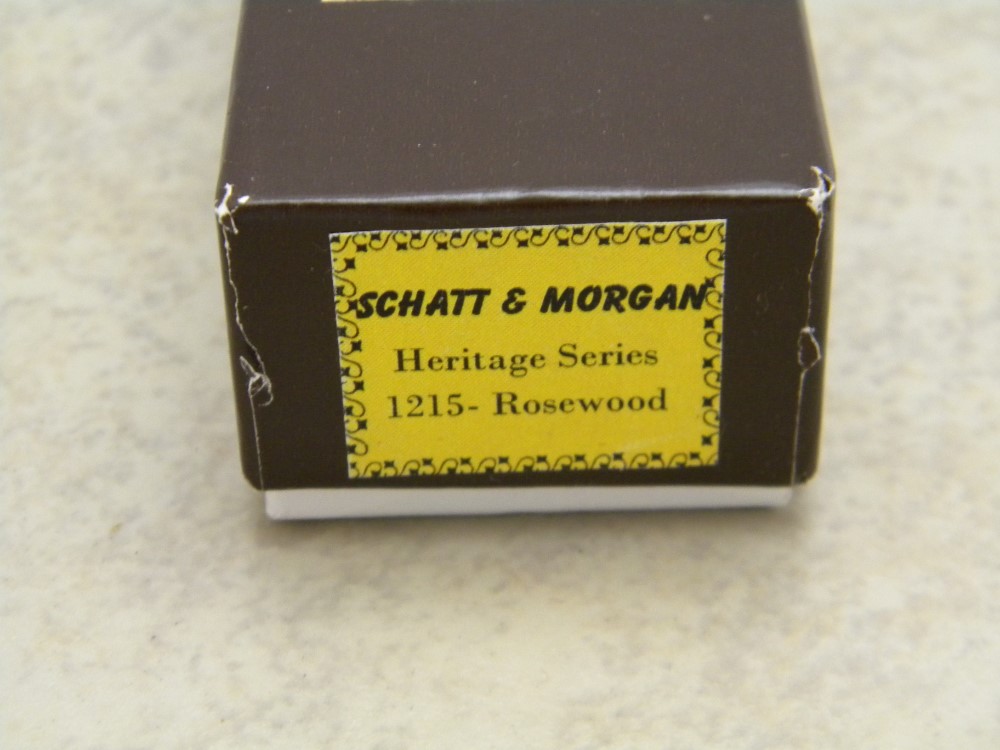 SCHATT & MORGAN
Heritage Series
1215- Rosewood